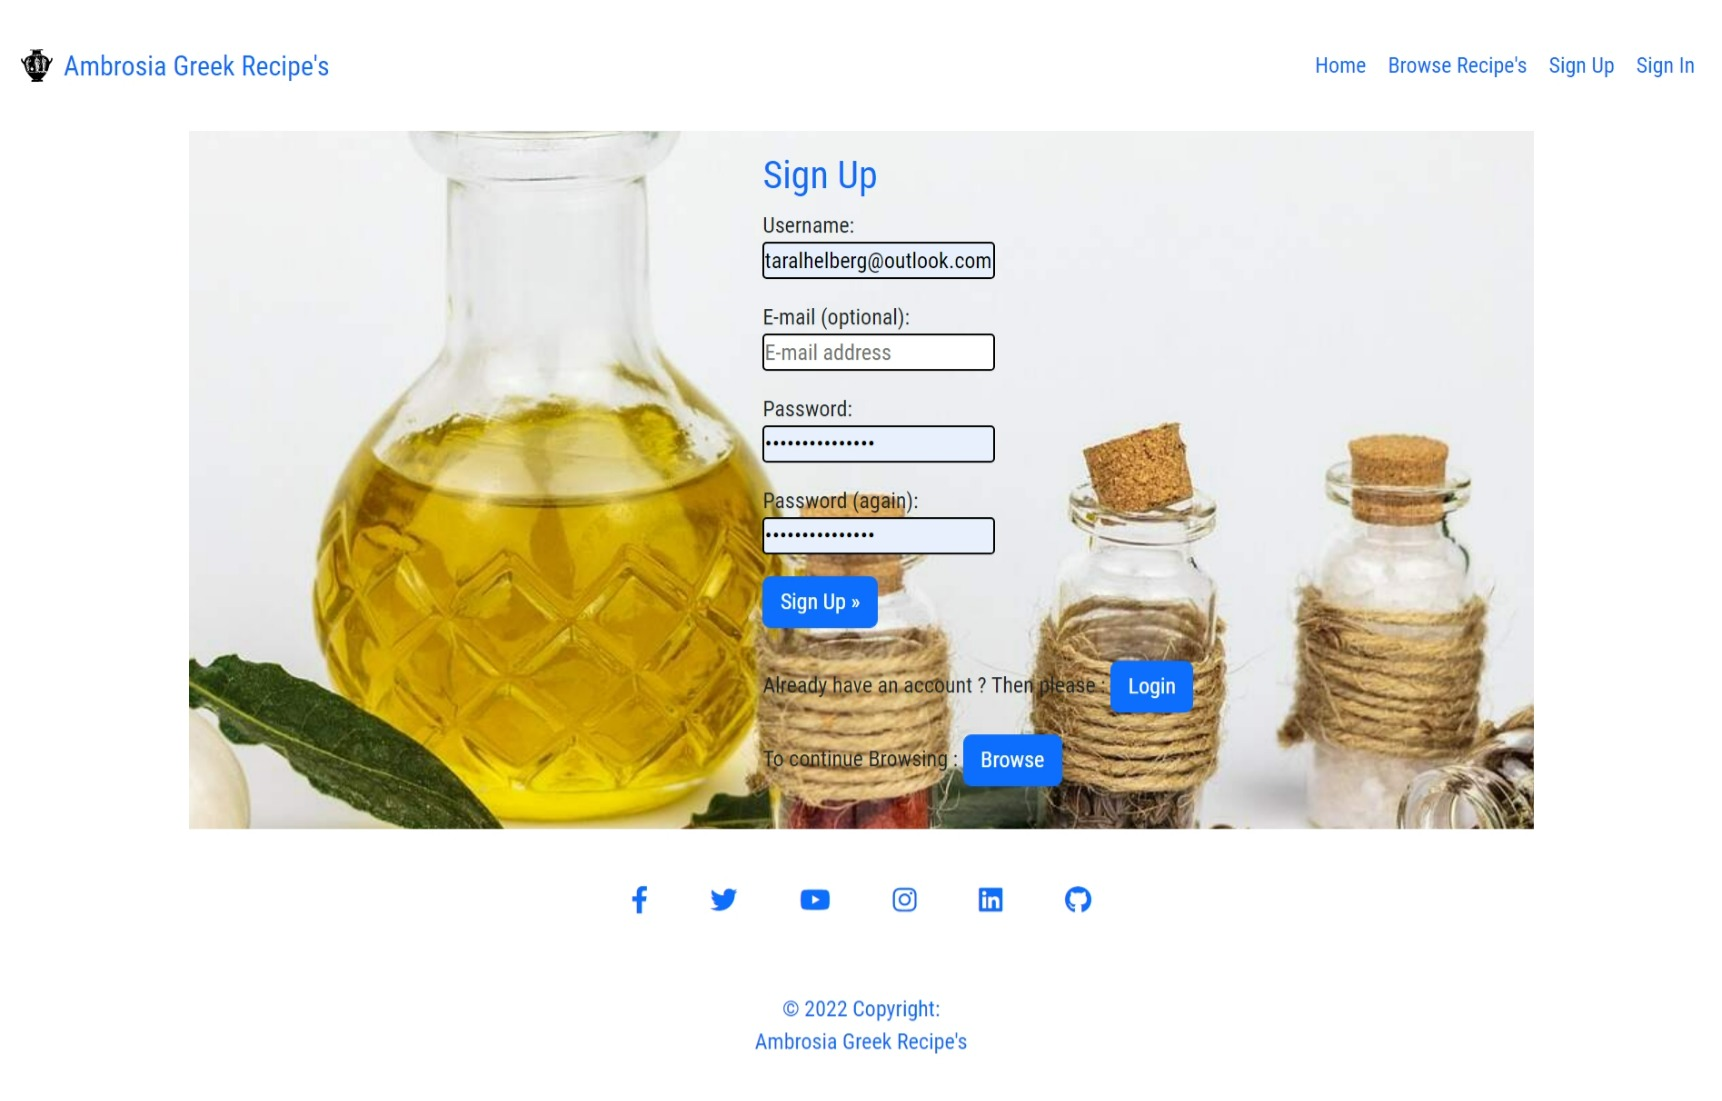 Ambrosia Greek Recipe's
Home Browse Recipe's Sign Up Sign In
Sign Up
Username:
taralhelberg@outlook.com
E-mail (optional):
E-mail address
Password:
•••••••••••••••
Password (again):
•••••••••••••••
Sign Up »
Already have an account ? Then please : Login
To continue Browsing : Browse
© 2022 Copyright:
Ambrosia Greek Recipe's